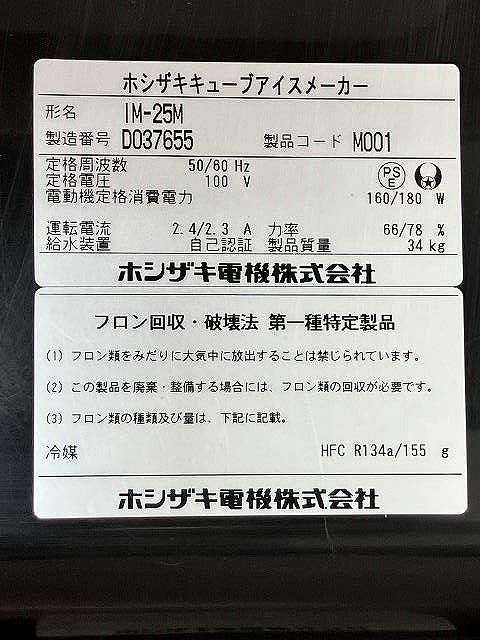 ホシザキキューブアイスメーカー
形名 IM-25M
製造番号 D037655 製品コード M001
定格周波数 50/60 Hz
定格電圧 100 V
電動機定格消費電力 160/180 W
PS
E
運転電流 2.4/2.3 A 力率 66/78 %
給水装置 自己認証 製品質量 34 kg
ホシザキ電機株式会社
フロン回収・破壊法 第一種特定製品
(1) フロン類をみだりに大気中に放出することは禁じられています。
(2) この製品を廃棄・整備する場合には、フロン類の回収が必要です。
(3) フロン類の種類及び量は、下記に記載。
冷媒 HFC R134a/155 g
ホシザキ電機株式会社